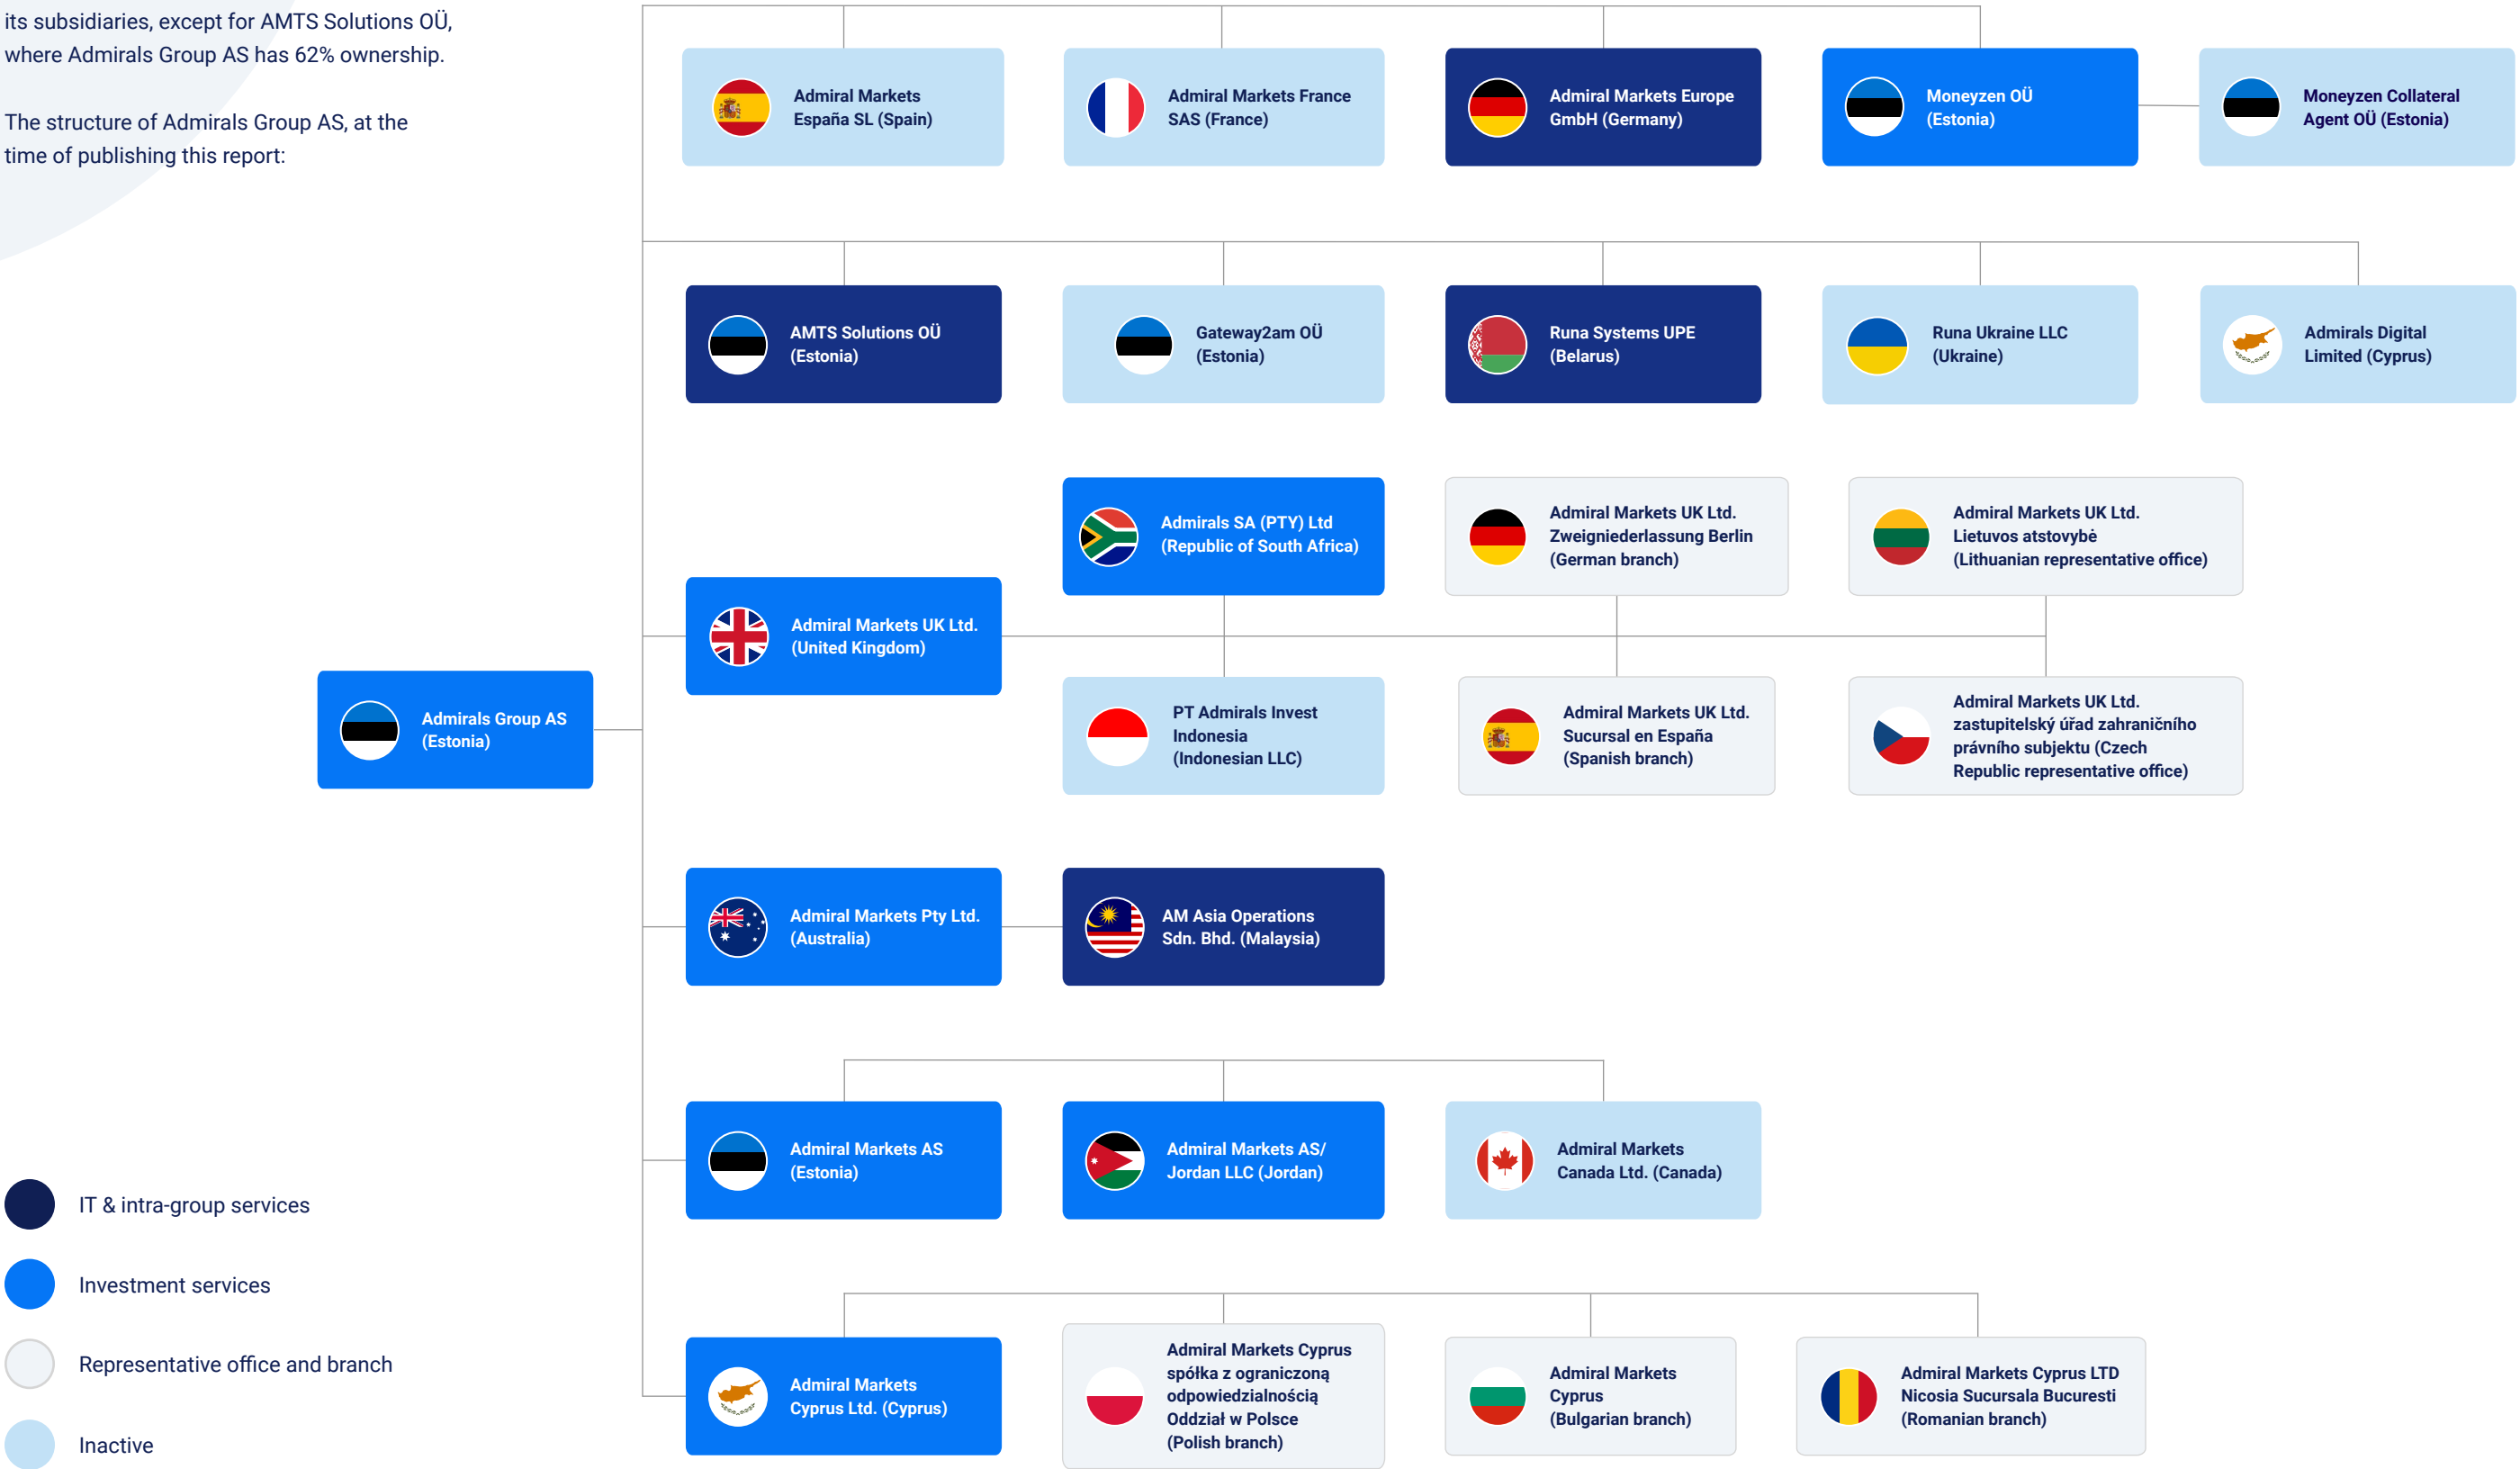 its subsidiaries, except for AMTS Solutions OÜ,
where Admirals Group AS has 62% ownership.
The structure of Admirals Group AS, at the
time of publishing this report:
Admiral Markets
España SL (Spain)
Admiral Markets France
SAS (France)
Admiral Markets Europe
GmbH (Germany)
Moneyzen OÜ
(Estonia)
Moneyzen Collateral
Agent OÜ (Estonia)
AMTS Solutions OÜ
(Estonia)
Gateway2am OÜ
(Estonia)
Runa Systems UPE
(Belarus)
Runa Ukraine LLC
(Ukraine)
Admirals Digital
Limited (Cyprus)
Admirals SA (PTY) Ltd
(Republic of South Africa)
Admiral Markets UK Ltd.
Zweigniederlassung Berlin
(German branch)
Admiral Markets UK Ltd.
Lietuvos atstovybė
(Lithuanian representative office)
Admiral Markets UK Ltd.
(United Kingdom)
Admirals Group AS
(Estonia)
PT Admirals Invest
Indonesia
(Indonesian LLC)
Admiral Markets UK Ltd.
Sucursal en España
(Spanish branch)
Admiral Markets UK Ltd.
zastupitelský úřad zahraničního
právního subjektu (Czech
Republic representative office)
Admiral Markets Pty Ltd.
(Australia)
AM Asia Operations
Sdn. Bhd. (Malaysia)
Admiral Markets AS
(Estonia)
Admiral Markets AS/
Jordan LLC (Jordan)
Admiral Markets
Canada Ltd. (Canada)
Admiral Markets
Cyprus Ltd. (Cyprus)
Admiral Markets Cyprus
spółka z ograniczoną
odpowiedzialnością
Oddział w Polsce
(Polish branch)
Admiral Markets
Cyprus
(Bulgarian branch)
Admiral Markets Cyprus LTD
Nicosia Sucursala Bucuresti
(Romanian branch)
IT & intra-group services
Investment services
Representative office and branch
Inactive